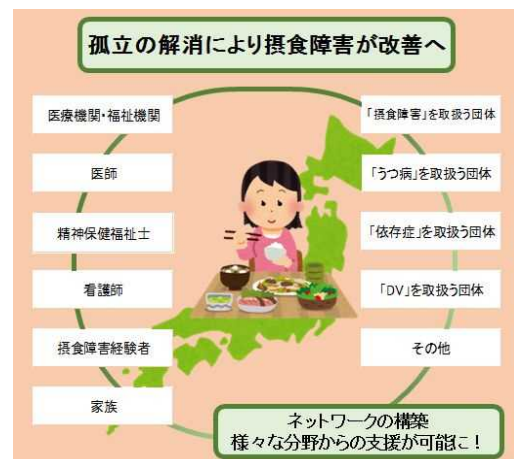 孤立の解消により摂食障害が改善へ
医療機関・福祉機関
医師
精神保健福祉士
看護師
摂食障害経験者
家族
「摂食障害」を取扱う団体
「うつ病」を取扱う団体
「依存症」を取扱う団体
「DV」を取扱う団体
その他
ネットワークの構築
様々な分野からの支援が可能に！